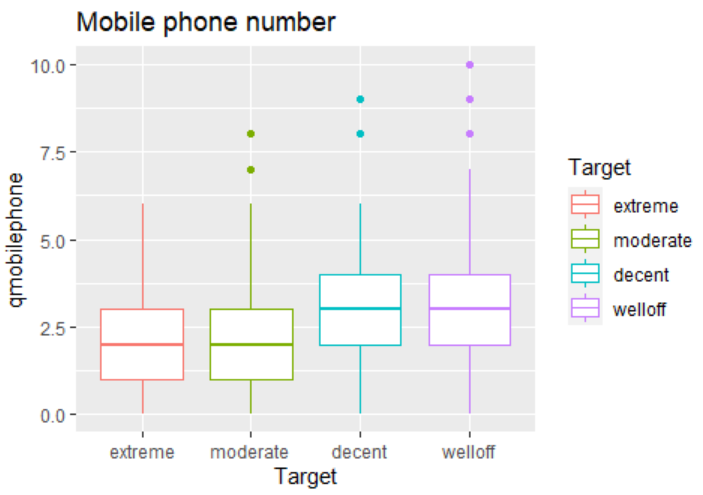 Mobile phone number
10.0
7.5
5.0
2.5
0.0
qmobilephone
extreme moderate decent welloff
Target
Target
extreme
moderate
decent
welloff